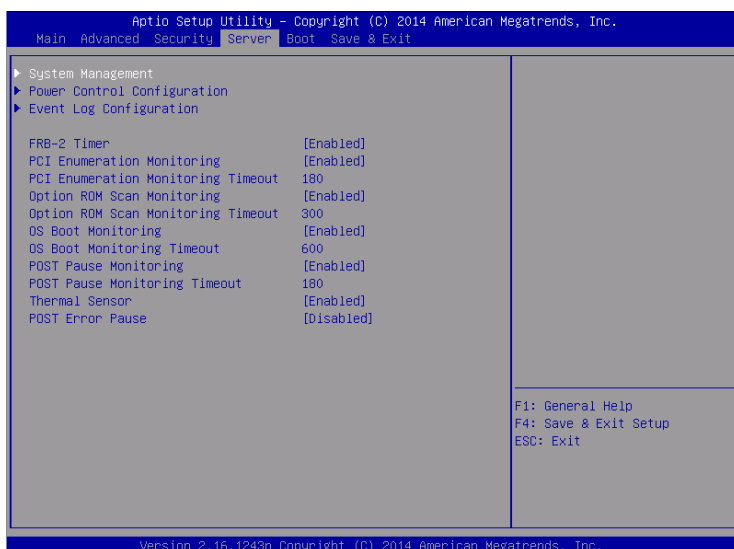 Aptio Setup Utility – Copyright (C) 2014 American Megatrends, Inc.
Main Advanced Security Server Boot Save & Exit
System Management
Power Control Configuration
Event Log Configuration
FRB-2 Timer [Enabled]
PCI Enumeration Monitoring [Enabled]
PCI Enumeration Monitoring Timeout 180
Option ROM Scan Monitoring [Enabled]
Option ROM Scan Monitoring Timeout 300
OS Boot Monitoring [Enabled]
OS Boot Monitoring Timeout 600
POST Pause Monitoring [Enabled]
POST Pause Monitoring Timeout 180
Thermal Sensor [Enabled]
POST Error Pause [Disabled]
F1: General Help
F4: Save & Exit Setup
ESC: Exit
Version 2.16.1243n Copyright (C) 2014 American Megatrends, Inc.